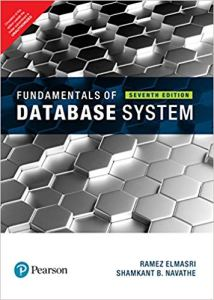 FUNDAMENTALS OF SEVENTH EDITION
DATABASE SYSTEM
RAMEZ ELMASRI
SHAMKANT B. NAVATHE
Pearson